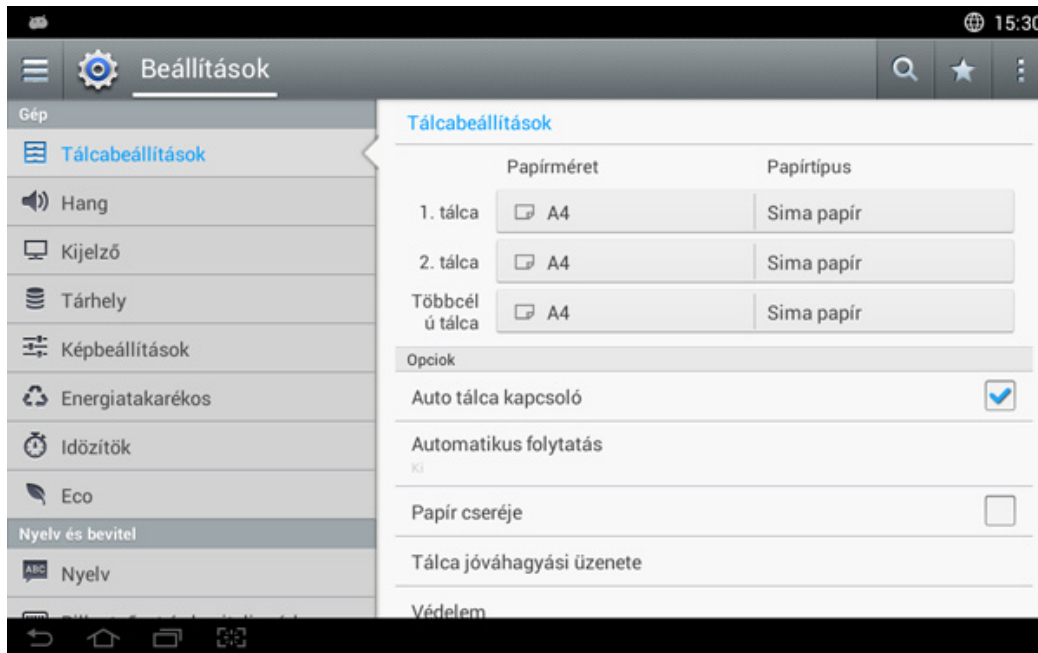 15:30
Beállítások
Gép
Tálcabeállítások
Hang
Kijelző
Tárhely
Képbeállítások
Energiatakarékos
Idözítök
Eco
Nyelv és bevitel
ABC
Nyelv
Tálcabeállítások
Papírméret Papírtípus
1. tálca A4 Sima papír
2. tálca A4 Sima papír
Többcél
ú tálca A4 Sima papír
Opciok
Auto tálca kapcsoló
Automatikus folytatás
Ki
Papír cseréje
Tálca jóváhagyási üzenete
Védelem